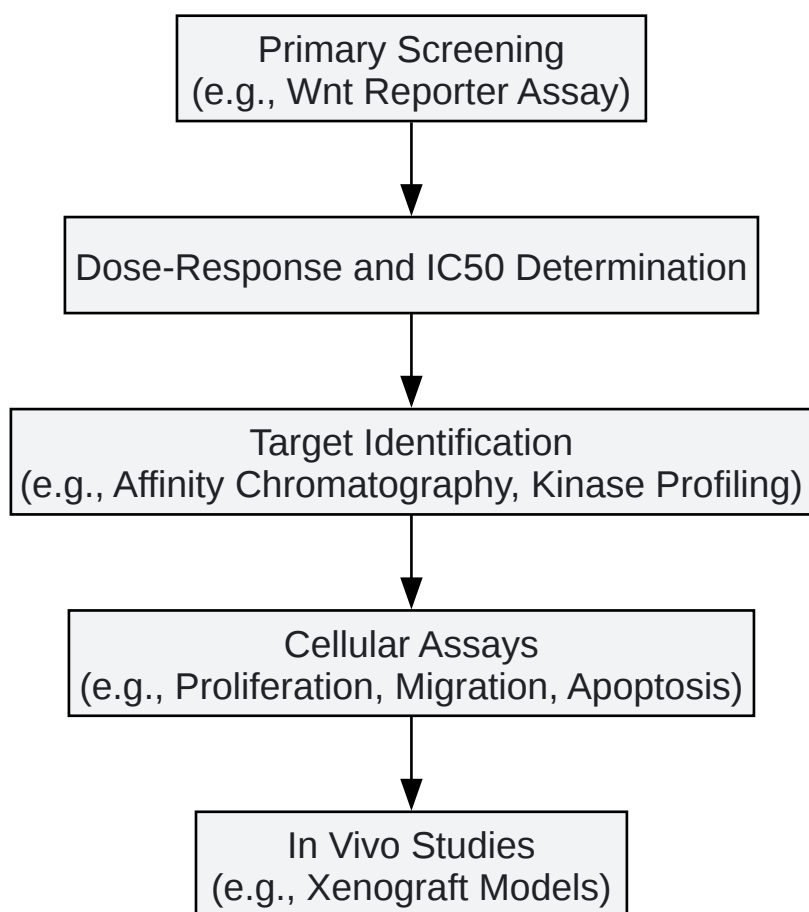 Primary Screening
(e.g., Wnt Reporter Assay)
Dose-Response and IC50 Determination
Target Identification
(e.g., Affinity Chromatography, Kinase Profiling)
Cellular Assays
(e.g., Proliferation, Migration, Apoptosis)
In Vivo Studies
(e.g., Xenograft Models)